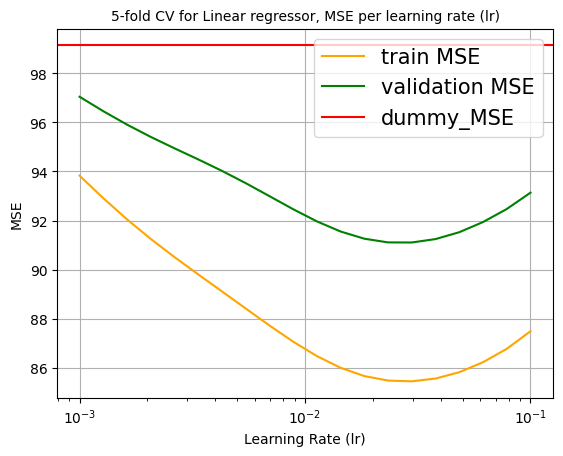 5-fold CV for Linear regressor, MSE per learning rate (lr)
train MSE
validation MSE
dummy_MSE
98
96
94
92
90
88
86
MSE
10⁻³
10⁻²
10⁻¹
Learning Rate (lr)